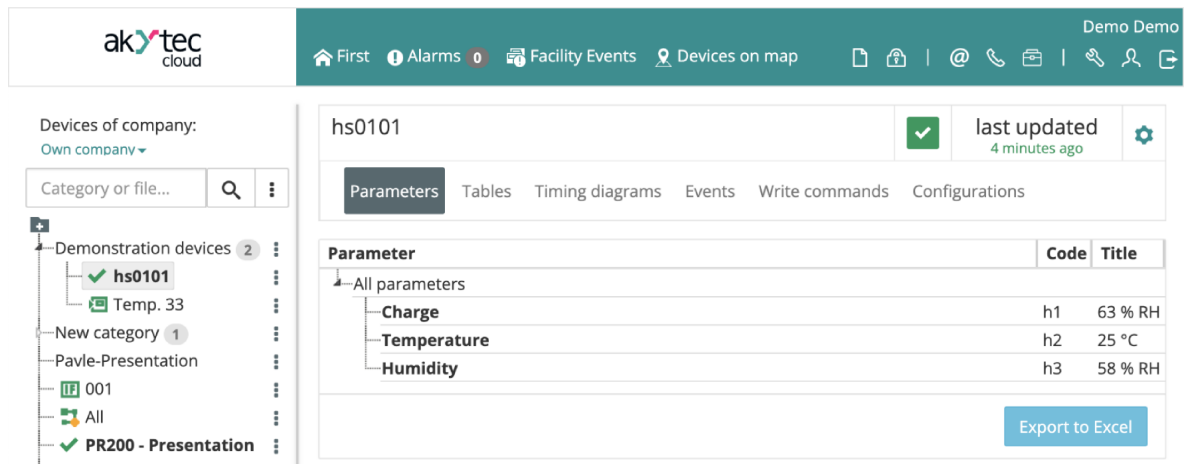 akytec
cloud
Demo Demo
First Alarms 0 Facility Events Devices on map | @ |
Devices of company:
Own company
Category or file...
Demonstration devices 2
hs0101
Temp. 33
New category 1
Pavle-Presentation
IF 001
All
PR200 - Presentation
hs0101
last updated
4 minutes ago
Parameters Tables Timing diagrams Events Write commands Configurations
Parameter Code Title
All parameters
Charge h1 63 % RH
Temperature h2 25 °C
Humidity h3 58 % RH
Export to Excel